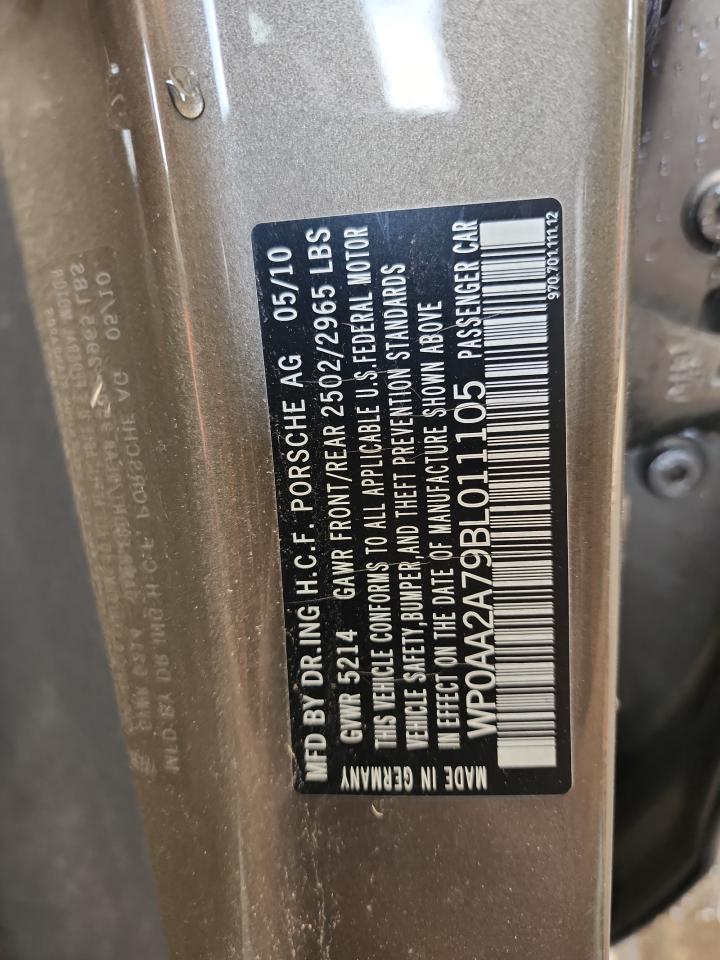 MFD BY DR.ING H.C.F. PORSCHE AG 05/10
GVWR 5214 GAWR FRONT/REAR 2502/2965 LBS
THIS VEHICLE CONFORMS TO ALL APPLICABLE U.S.FEDERAL MOTOR
VEHICLE SAFETY,BUMPER,AND THEFT PREVENTION STANDARDS
IN EFFECT ON THE DATE OF MANUFACTURE SHOWN ABOVE
WP0AA2A79BL011105 PASSENGER CAR
MADE IN GERMANY
970.701.111.12